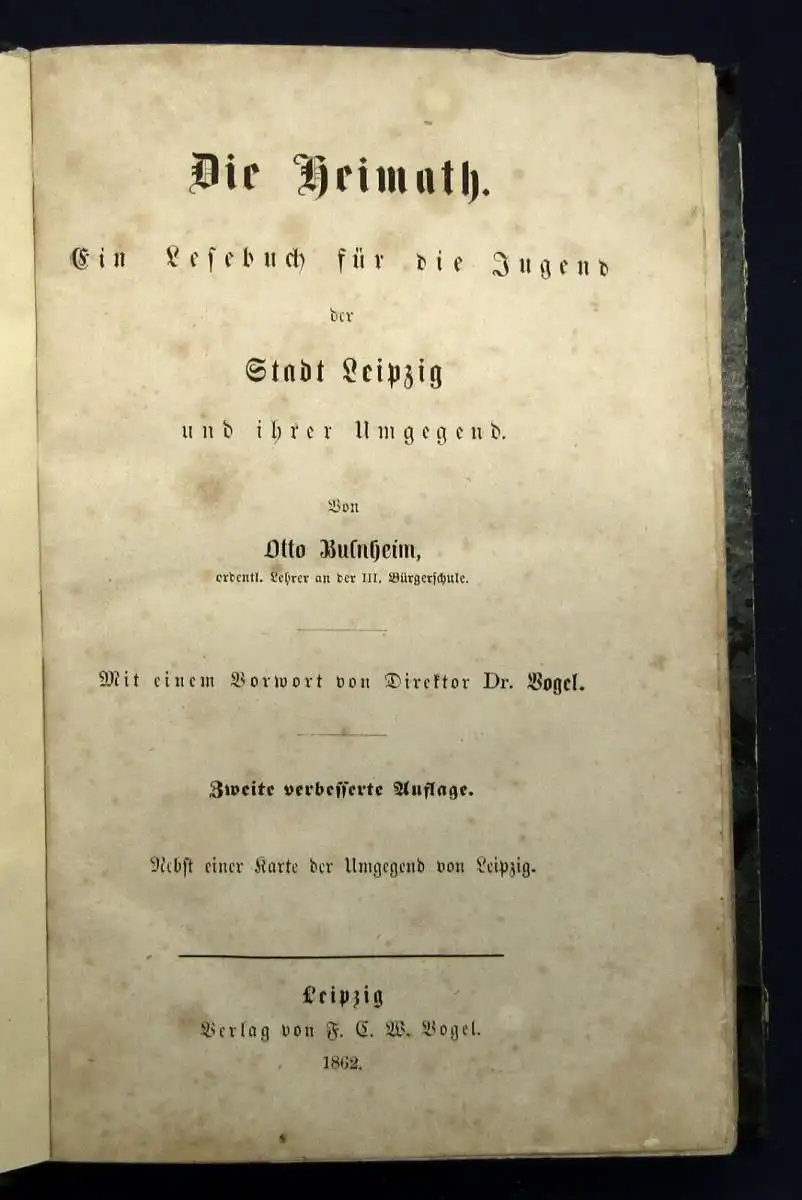 Die Heimath.
Ein Lesebuch für die Jugend
der
Stadt Leipzig
und ihrer Umgegend.
Von
Otto Busnheim,
ordentl. Lehrer an der III. Bürgerschule.
Mit einem Vorwort von Direktor Dr. Vogel.
Zweite verbesserte Auflage.
Nebst einer Karte der Umgegend von Leipzig.
Leipzig
Verlag von F. C. W. Vogel.
1862.